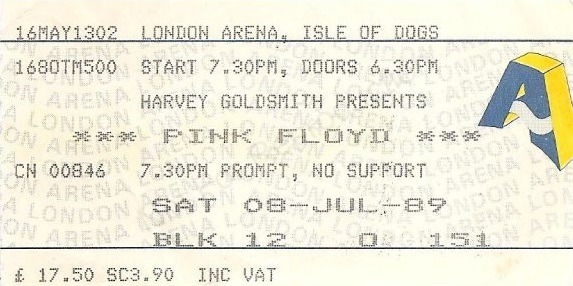 16MAY1302 LONDON ARENA, ISLE OF DOGS
1680TM500 START 7.30PM, DOORS 6.30PM
HARVEY GOLDSMITH PRESENTS
*** PINK FLOYD ***
CN 00846 7.30PM PROMPT, NO SUPPORT
SAT 08-JUL-89
BLK 12 O 151
£ 17.50 SC3.90 INC VAT